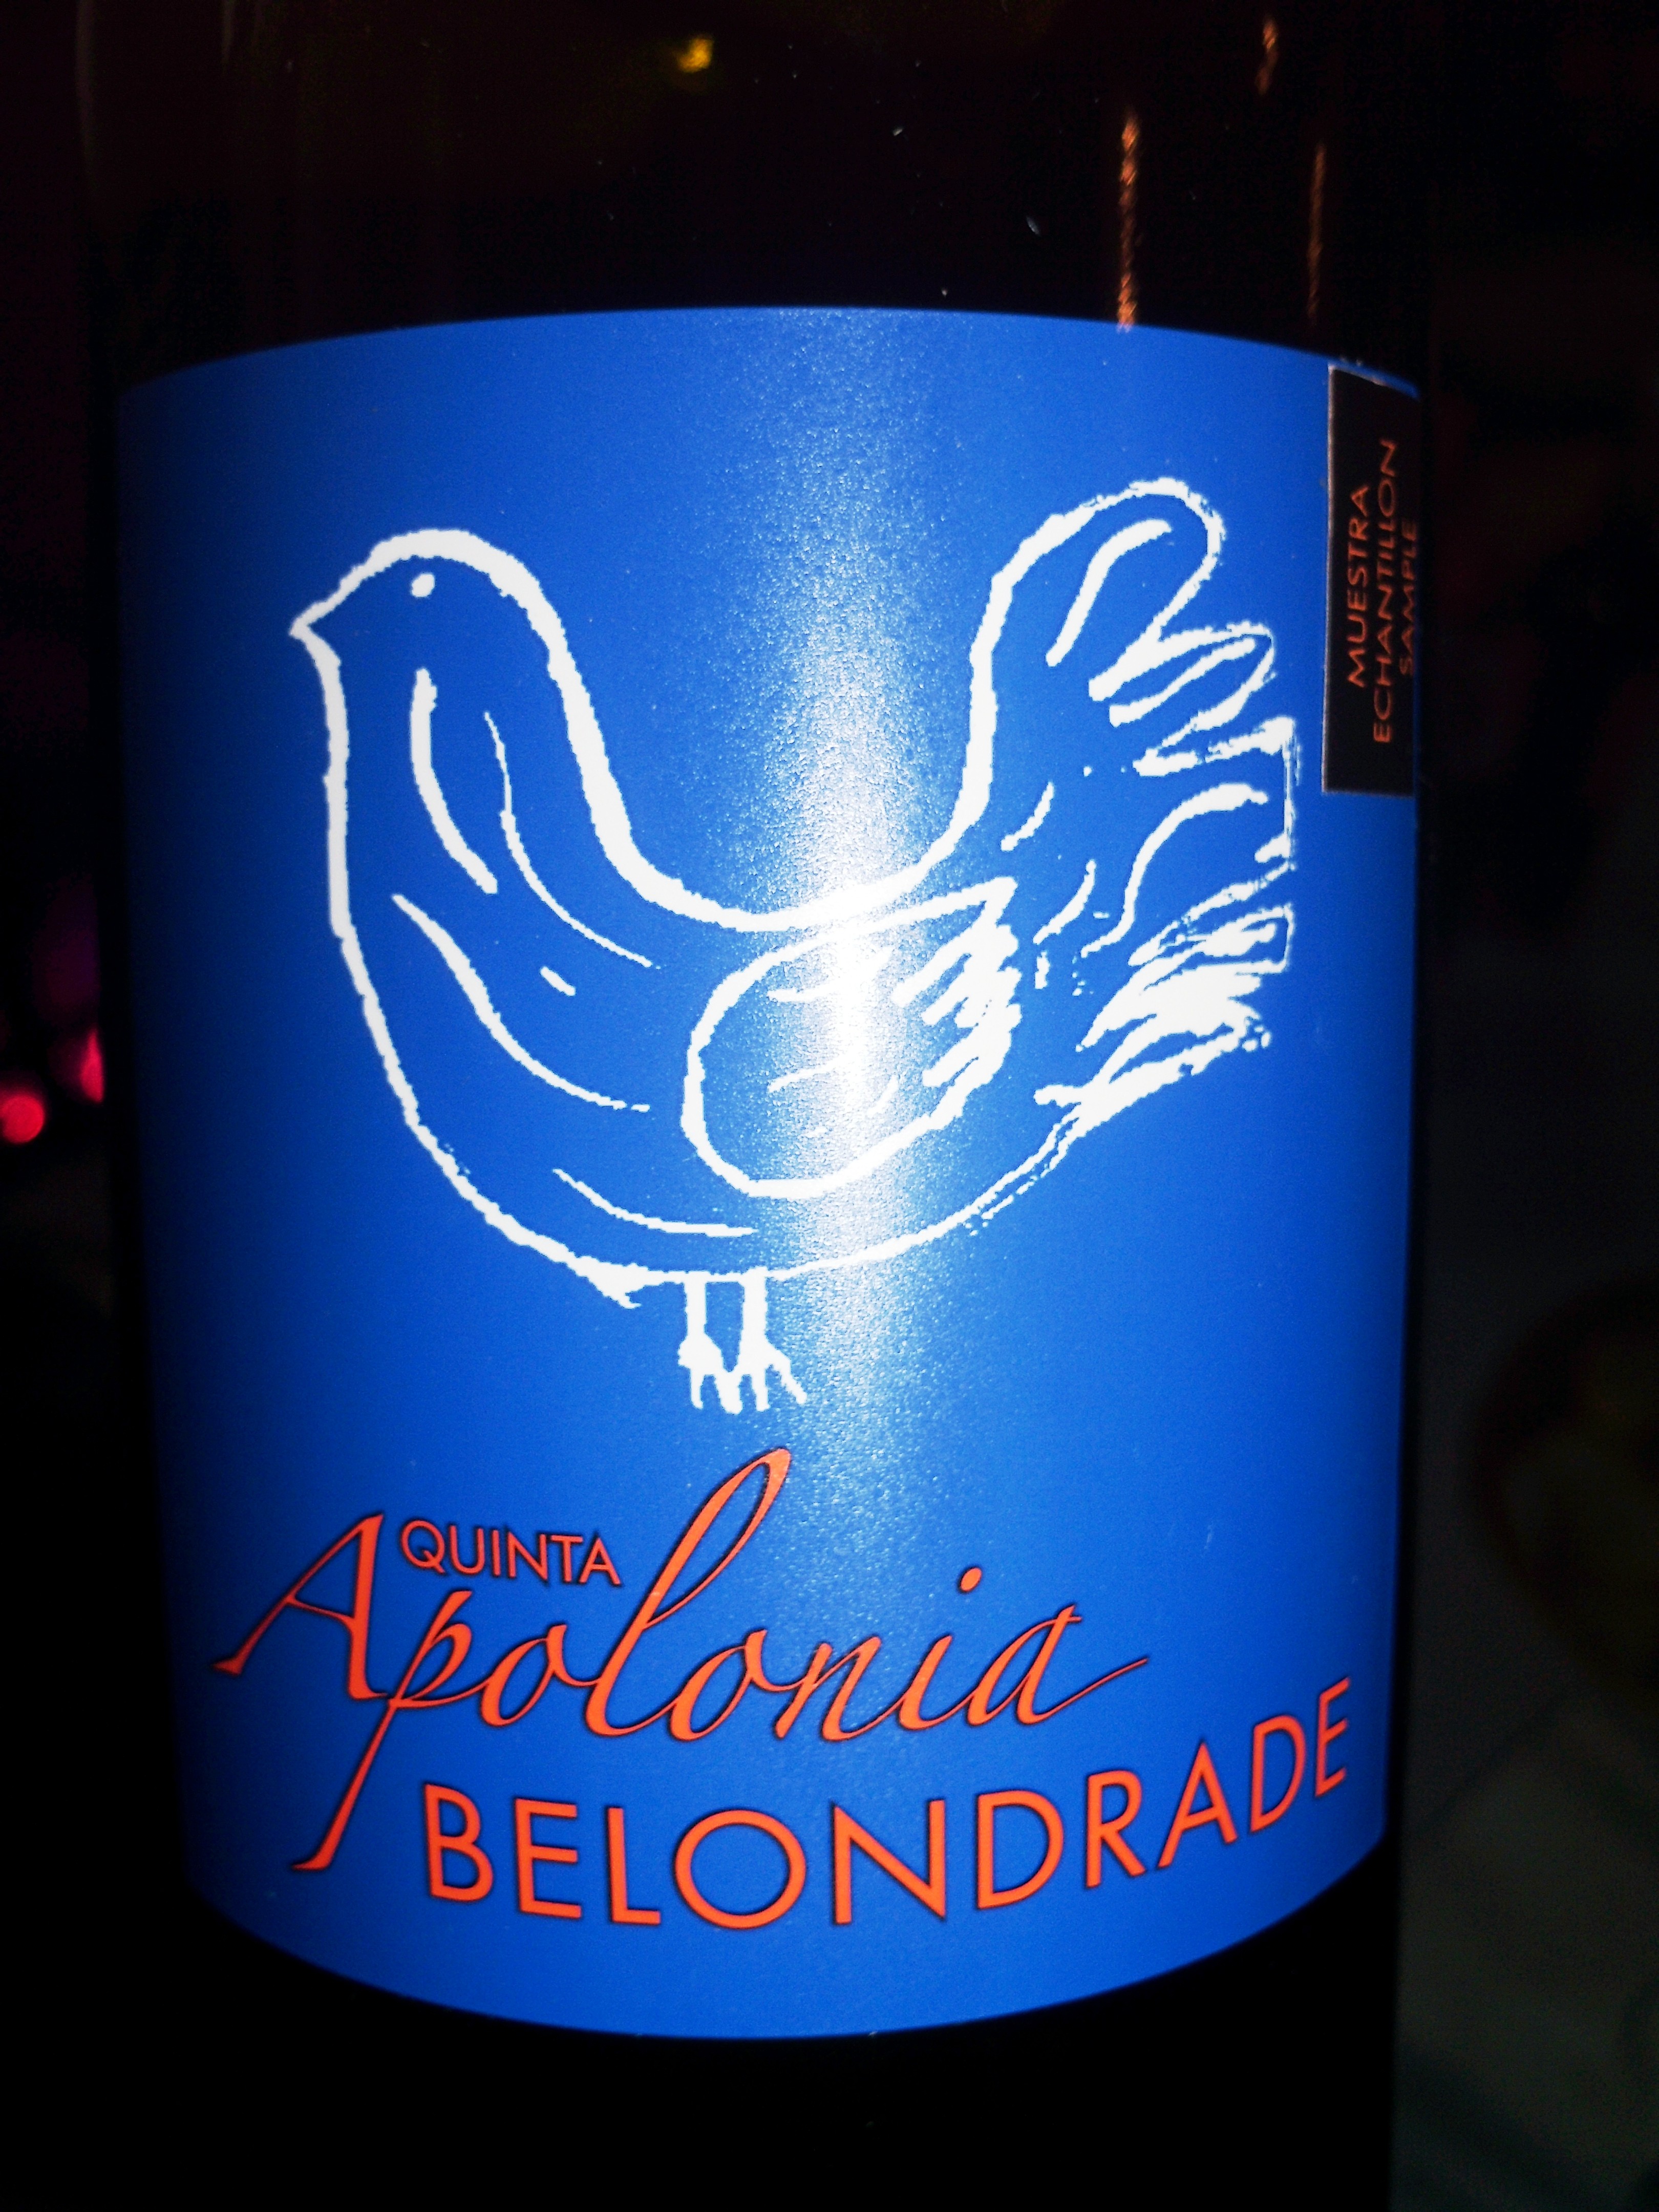 MUESTRA
ECHANTILLON
SAMPLE
QUINTA
Apolonia
BELONDRADE